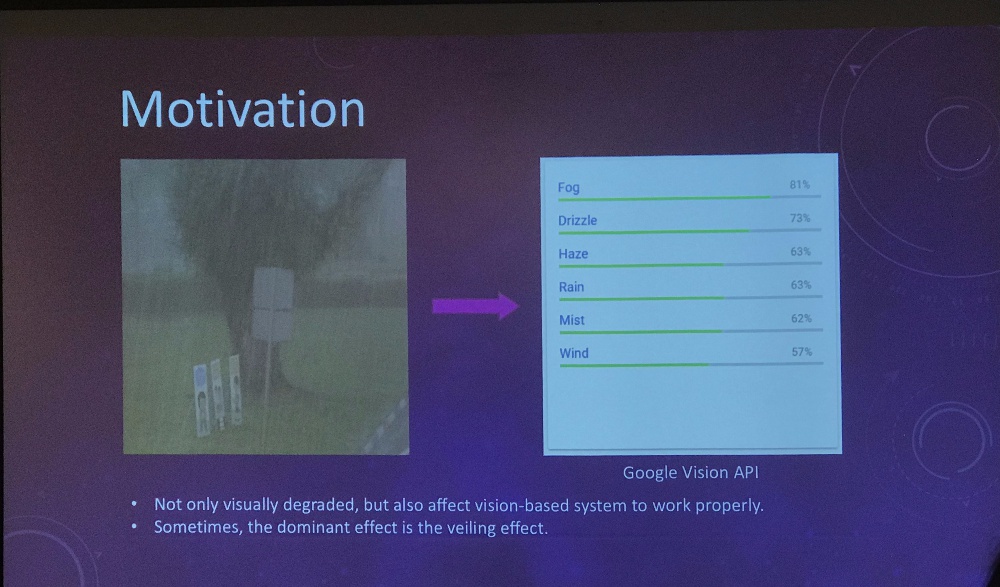 Motivation
Fog 81%
Drizzle 73%
Haze 63%
Rain 63%
Mist 62%
Wind 57%
Google Vision API
• Not only visually degraded, but also affect vision-based system to work properly.
• Sometimes, the dominant effect is the veiling effect.